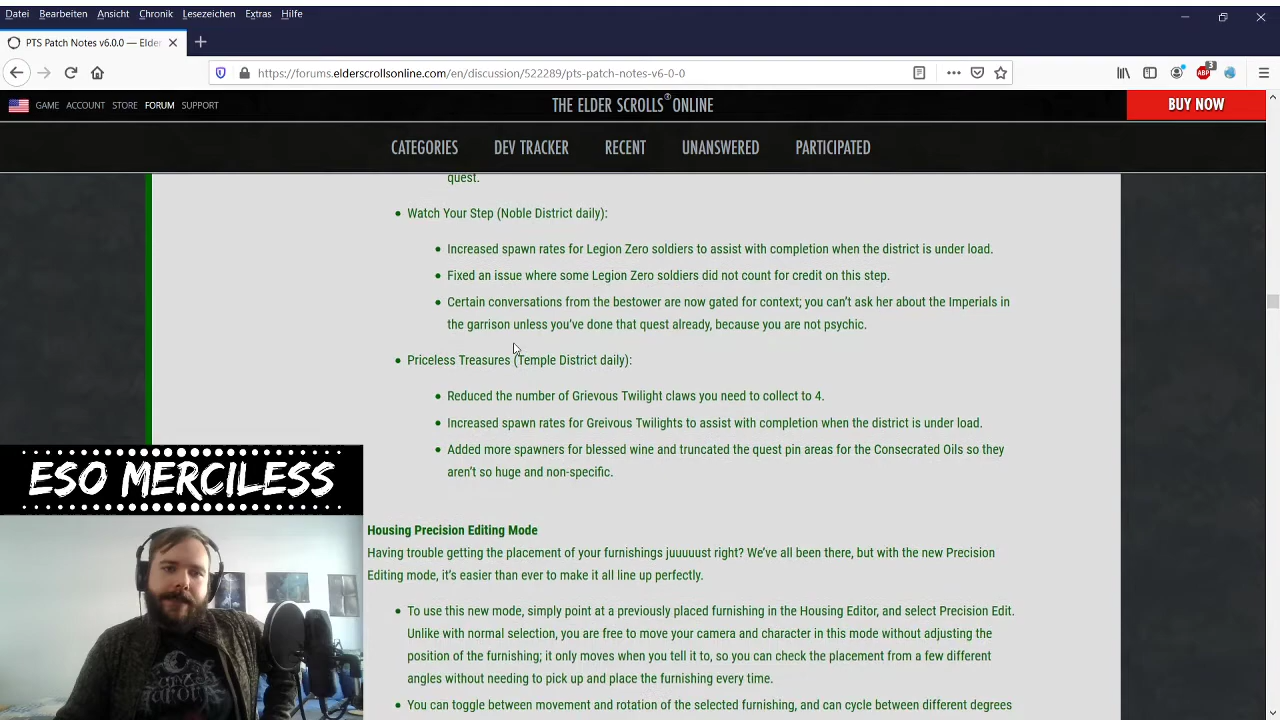 Datei Bearbeiten Ansicht Chronik Lesezeichen Extras Hilfe
PTS Patch Notes v6.0.0 — Elder
https://forums.elderscrollsonline.com/en/discussion/522289/pts-patch-notes-v6-0-0
ABP 3
GAME ACCOUNT STORE FORUM SUPPORT
THE ELDER SCROLLS® ONLINE
BUY NOW
CATEGORIES DEV TRACKER RECENT UNANSWERED PARTICIPATED
quest.
• Watch Your Step (Noble District daily):
• Increased spawn rates for Legion Zero soldiers to assist with completion when the district is under load.
• Fixed an issue where some Legion Zero soldiers did not count for credit on this step.
• Certain conversations from the bestower are now gated for context; you can't ask her about the Imperials in
the garrison unless you've done that quest already, because you are not psychic.
• Priceless Treasures (Temple District daily):
• Reduced the number of Grievous Twilight claws you need to collect to 4.
• Increased spawn rates for Greivous Twilights to assist with completion when the district is under load.
• Added more spawners for blessed wine and truncated the quest pin areas for the Consecrated Oils so they
aren't so huge and non-specific.
ESO MERCILESS
Housing Precision Editing Mode
Having trouble getting the placement of your furnishings juuuuust right? We've all been there, but with the new Precision
Editing mode, it's easier than ever to make it all line up perfectly.
• To use this new mode, simply point at a previously placed furnishing in the Housing Editor, and select Precision Edit.
Unlike with normal selection, you are free to move your camera and character in this mode without adjusting the
position of the furnishing; it only moves when you tell it to, so you can check the placement from a few different
angles without needing to pick up and place the furnishing every time.
• You can toggle between movement and rotation of the selected furnishing, and can cycle between different degrees